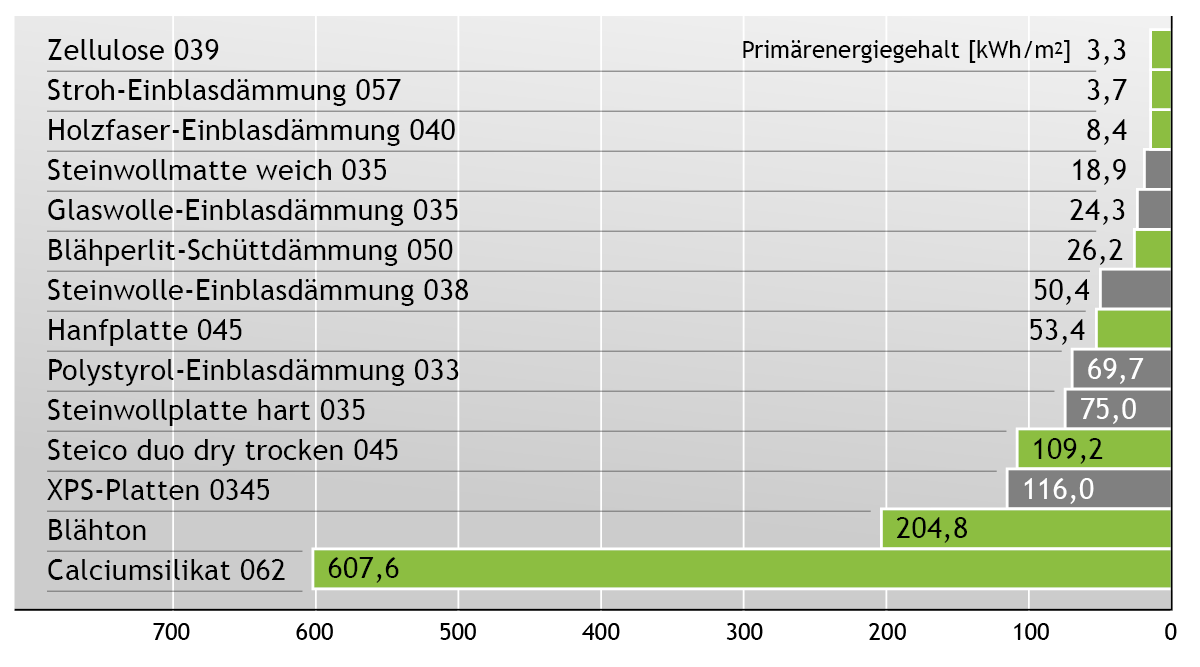 Zellulose 039 Primärenergiegehalt [kWh/m²] 3,3
Stroh-Einblasdämmung 057 3,7
Holzfaser-Einblasdämmung 040 8,4
Steinwollmatte weich 035 18,9
Glaswolle-Einblasdämmung 035 24,3
Blähperlit-Schüttdämmung 050 26,2
Steinwolle-Einblasdämmung 038 50,4
Hanfplatte 045 53,4
Polystyrol-Einblasdämmung 033 69,7
Steinwollplatte hart 035 75,0
Steico duo dry trocken 045 109,2
XPS-Platten 0345 116,0
Blähton 204,8
Calciumsilikat 062 607,6
700 600 500 400 300 200 100 0